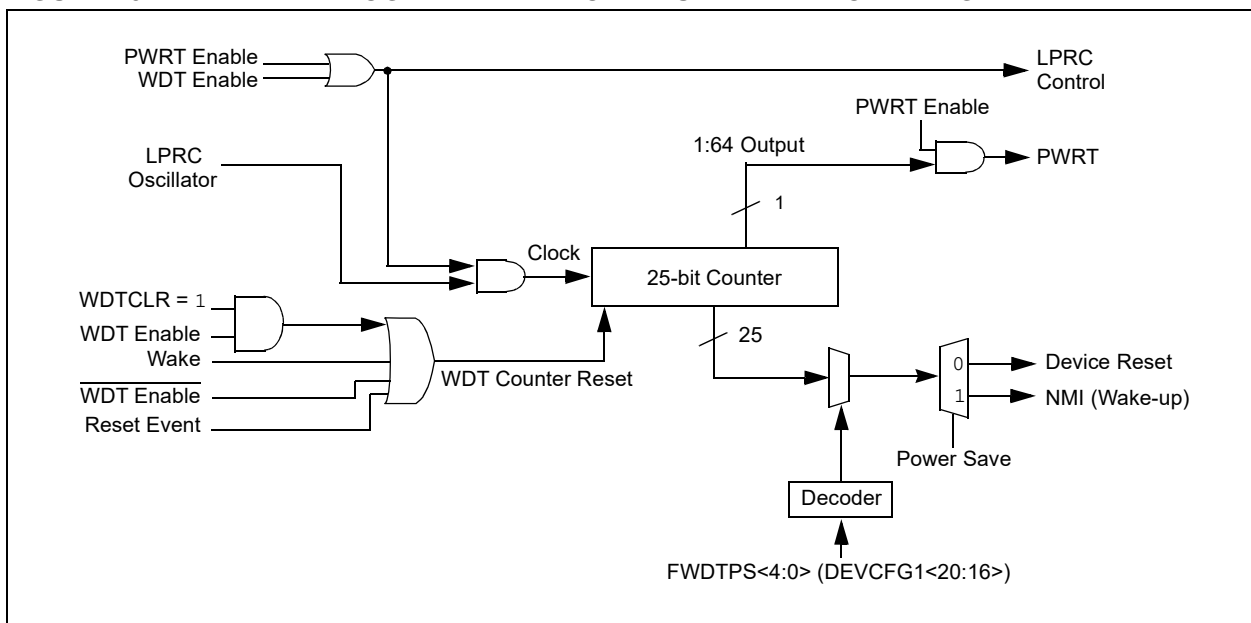 PWRT Enable
WDT Enable
LPRC
Control
PWRT Enable
1:64 Output
PWRT
LPRC
Oscillator
1
Clock
25-bit Counter
WDTCLR = 1
WDT Enable
Wake
25
WDT Counter Reset
WDT Enable
Reset Event
0
Device Reset
1
NMI (Wake-up)
Power Save
Decoder
FWDTPS<4:0> (DEVCFG1<20:16>)